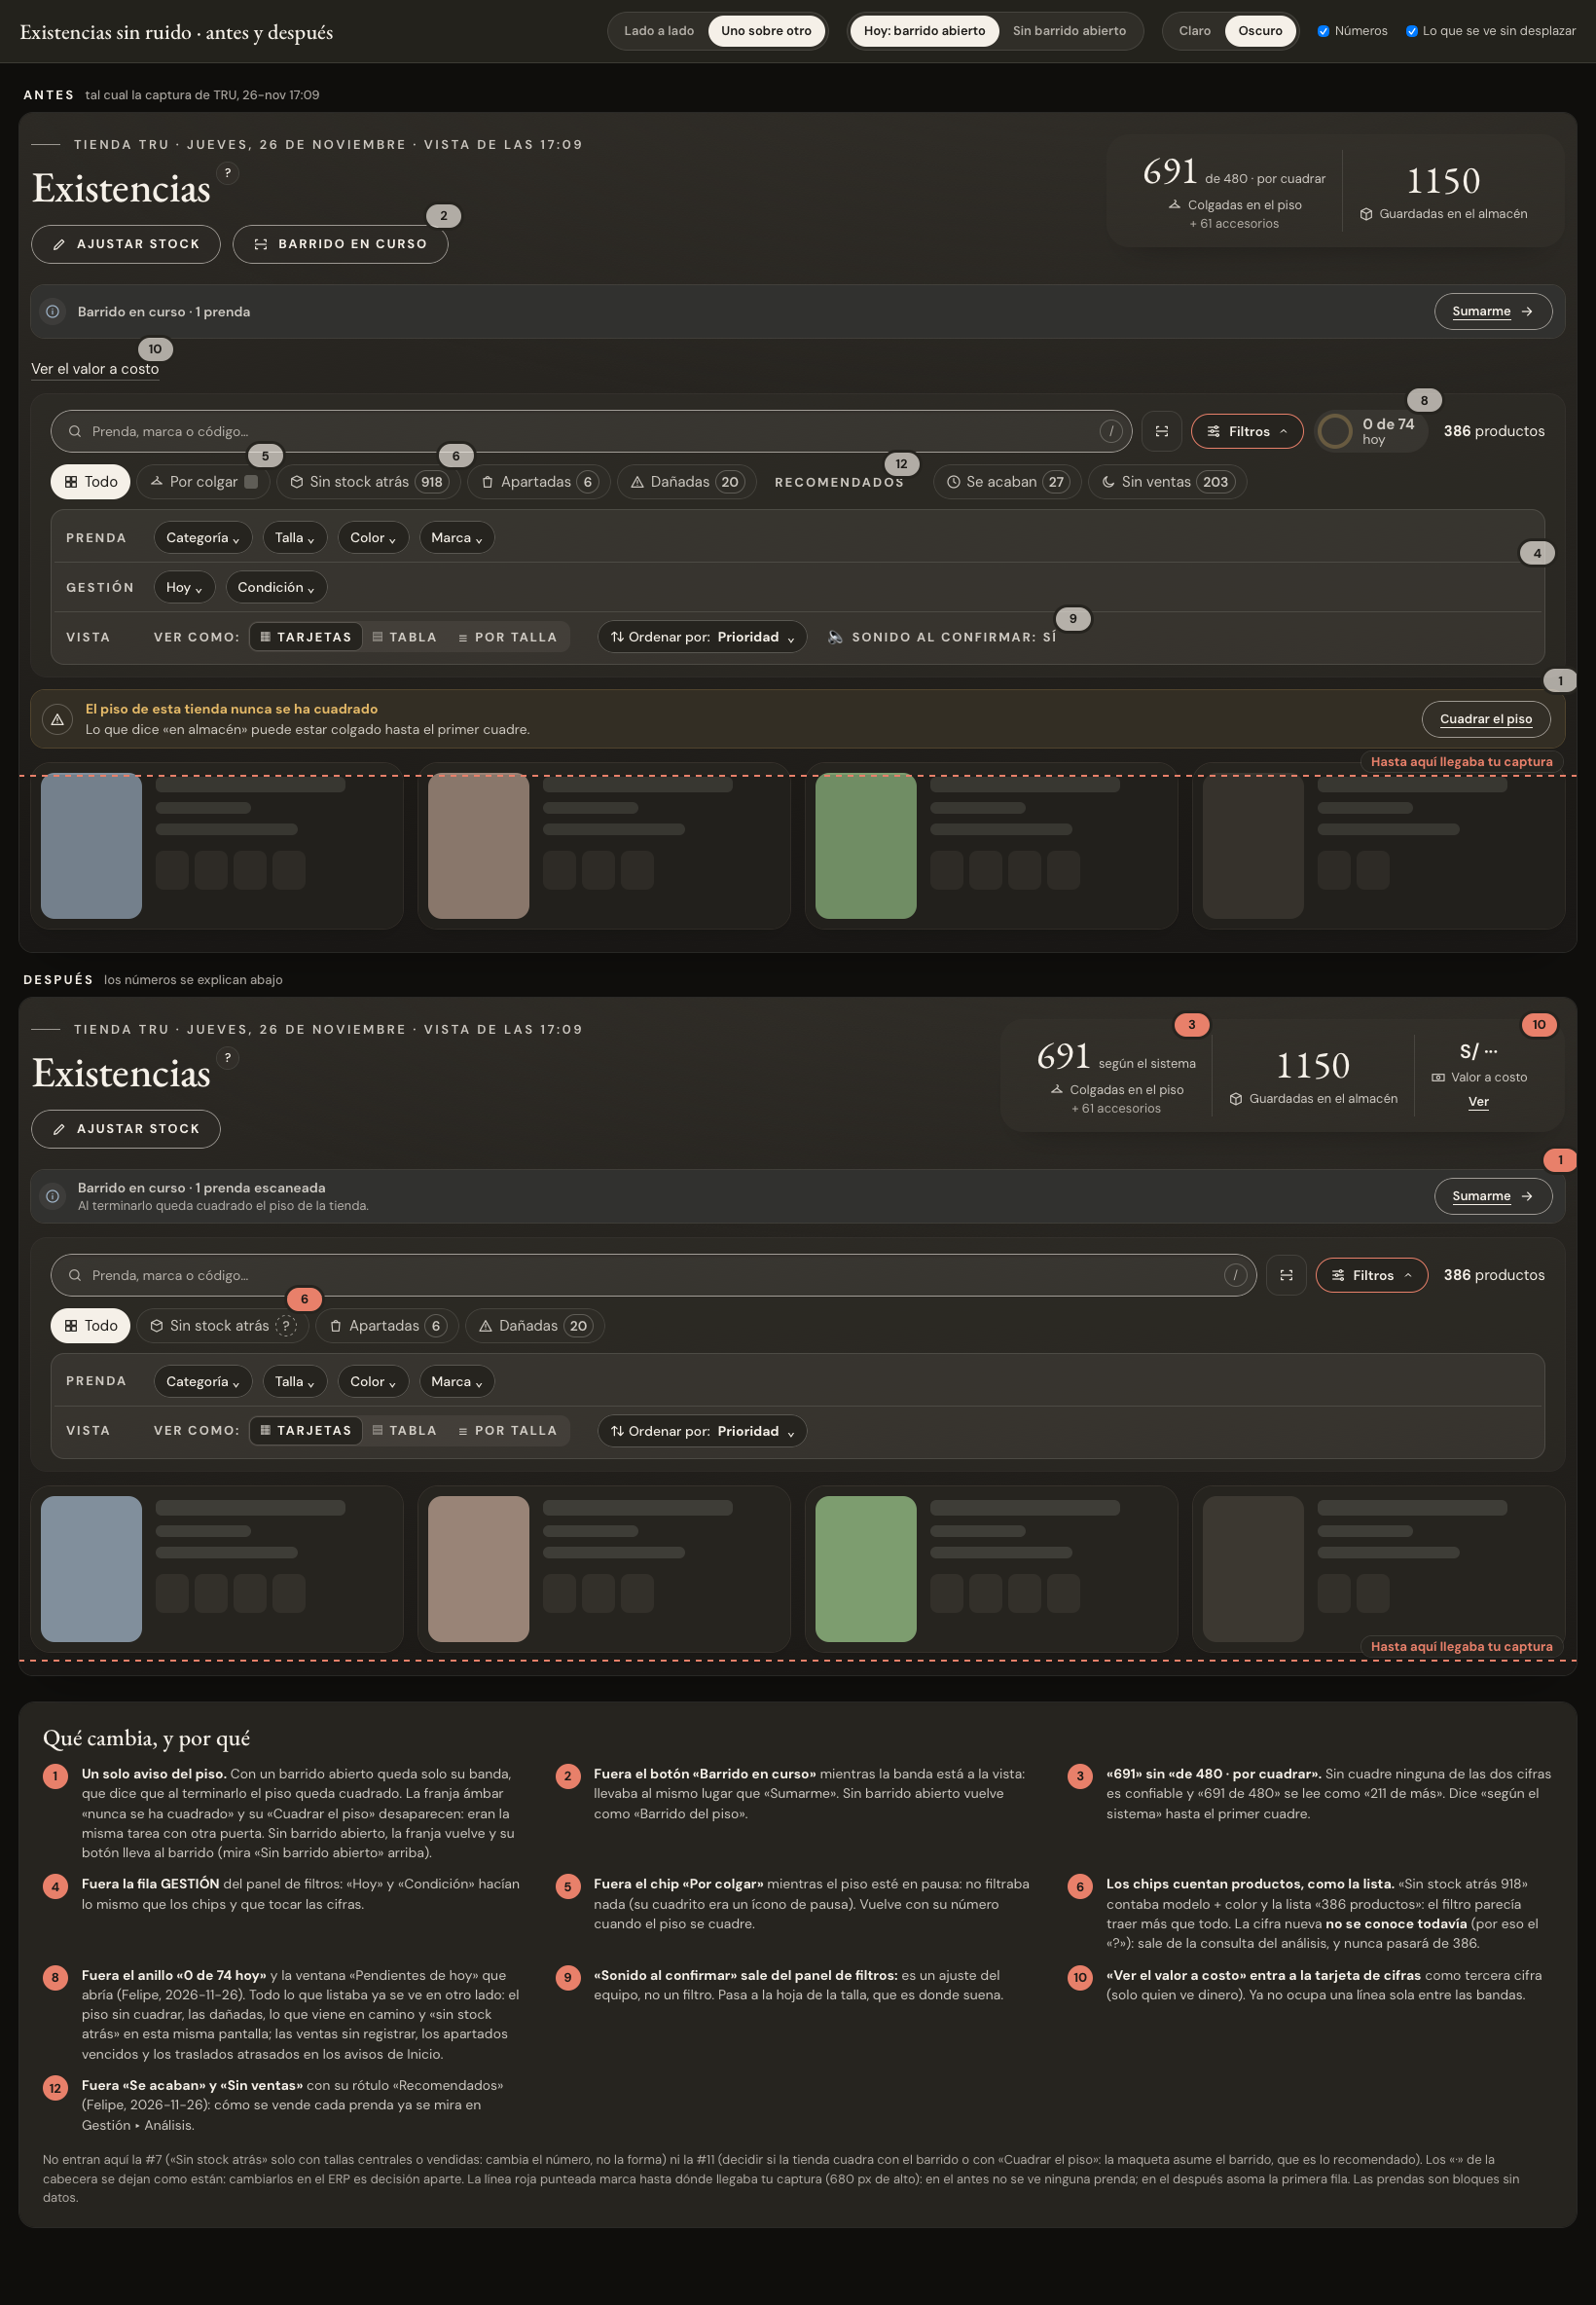 Existencias sin ruido · antes y después
Lado a lado Uno sobre otro Hoy: barrido abierto Sin barrido abierto Claro Oscuro Números Lo que se ve sin desplazar
ANTES tal cual la captura de TRU, 26-nov 17:09
TIENDA TRU · JUEVES, 26 DE NOVIEMBRE · VISTA DE LAS 17:09
Existencias ?
691 de 480 · por cuadrar
Colgadas en el piso
+ 61 accesorios
1150
Guardadas en el almacén
2
AJUSTAR STOCK BARRIDO EN CURSO
Barrido en curso · 1 prenda Sumarme →
10
Ver el valor a costo
8
Prenda, marca o código... / Filtros 0 de 74 hoy 386 productos
5 6 12
Todo Por colgar Sin stock atrás 918 Apartadas 6 Dañadas 20 RECOMENDADOS Se acaban 27 Sin ventas 203
PRENDA Categoría Talla Color Marca
4
GESTIÓN Hoy Condición
9
VISTA VER COMO: TARJETAS TABLA POR TALLA Ordenar por: Prioridad SONIDO AL CONFIRMAR: SÍ
1
El piso de esta tienda nunca se ha cuadrado
Lo que dice «en almacén» puede estar colgado hasta el primer cuadre.
Cuadrar el piso
Hasta aquí llegaba tu captura
DESPUÉS los números se explican abajo
TIENDA TRU · JUEVES, 26 DE NOVIEMBRE · VISTA DE LAS 17:09
Existencias ?
3 10
691 según el sistema
Colgadas en el piso
+ 61 accesorios
1150
Guardadas en el almacén
S/ ···
Valor a costo
Ver
AJUSTAR STOCK
1
Barrido en curso · 1 prenda escaneada
Al terminarlo queda cuadrado el piso de la tienda.
Sumarme →
Prenda, marca o código... / Filtros 386 productos
6
Todo Sin stock atrás ? Apartadas 6 Dañadas 20
PRENDA Categoría Talla Color Marca
VISTA VER COMO: TARJETAS TABLA POR TALLA Ordenar por: Prioridad
Hasta aquí llegaba tu captura
Qué cambia, y por qué
1 Un solo aviso del piso. Con un barrido abierto queda solo su banda,
que dice que al terminarlo el piso queda cuadrado. La franja ámbar
«nunca se ha cuadrado» y su «Cuadrar el piso» desaparecen: eran la
misma tarea con otra puerta. Sin barrido abierto, la franja vuelve y su
botón lleva al barrido (mira «Sin barrido abierto» arriba).
2 Fuera el botón «Barrido en curso» mientras la banda está a la vista:
llevaba al mismo lugar que «Sumarme». Sin barrido abierto vuelve
como «Barrido del piso».
3 «691» sin «de 480 · por cuadrar». Sin cuadre ninguna de las dos cifras
es confiable y «691 de 480» se lee como «211 de más». Dice «según el
sistema» hasta el primer cuadre.
4 Fuera la fila GESTIÓN del panel de filtros: «Hoy» y «Condición» hacían
lo mismo que los chips y que tocar las cifras.
5 Fuera el chip «Por colgar» mientras el piso esté en pausa: no filtraba
nada (su cuadrito era un ícono de pausa). Vuelve con su número
cuando el piso se cuadre.
6 Los chips cuentan productos, como la lista. «Sin stock atrás 918»
contaba modelo + color y la lista «386 productos»: el filtro parecía
traer más que todo. La cifra nueva no se conoce todavía (por eso el
«?»): sale de la consulta del análisis, y nunca pasará de 386.
8 Fuera el anillo «0 de 74 hoy» y la ventana «Pendientes de hoy» que
abría (Felipe, 2026-11-26). Todo lo que listaba ya se ve en otro lado: el
piso sin cuadrar, las dañadas, lo que viene en camino y «sin stock
atrás» en esta misma pantalla; las ventas sin registrar, los apartados
vencidos y los traslados atrasados en los avisos de Inicio.
9 «Sonido al confirmar» sale del panel de filtros: es un ajuste del
equipo, no un filtro. Pasa a la hoja de la talla, que es donde suena.
10 «Ver el valor a costo» entra a la tarjeta de cifras como tercera cifra
(solo quien ve dinero). Ya no ocupa una línea sola entre las bandas.
12 Fuera «Se acaban» y «Sin ventas» con su rótulo «Recomendados»
(Felipe, 2026-11-26): cómo se vende cada prenda ya se mira en
Gestión ▸ Análisis.
No entran aquí la #7 («Sin stock atrás» solo con tallas centrales o vendidas: cambia el número, no la forma) ni la #11 (decidir si la tienda cuadra con el barrido o con «Cuadrar el piso»: la maqueta asume el barrido, que es lo recomendado). Los «·» de la
cabecera se dejan como están: cambiarlos en el ERP es decisión aparte. La línea roja punteada marca hasta dónde llegaba tu captura (680 px de alto): en el antes no se ve ninguna prenda; en el después asoma la primera fila. Las prendas son bloques sin
datos.